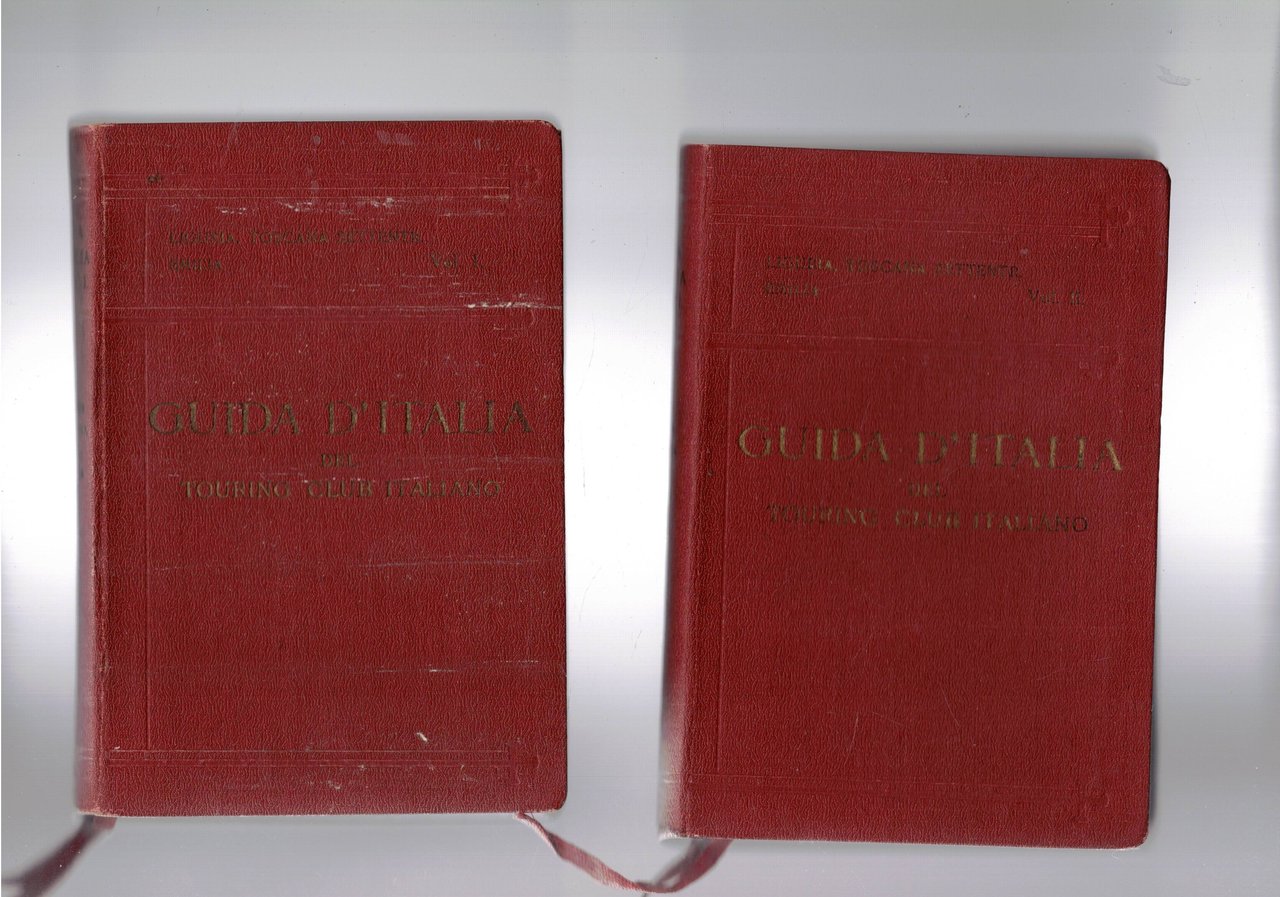 LIGURIA, TOSCANA SETTENTR.
EMILIA Vol. I.
GUIDA D'ITALIA
DEL
TOURING CLUB ITALIANO
LIGURIA, TOSCANA SETTENTR.
EMILIA Vol. II.
GUIDA D'ITALIA
DEL
TOURING CLUB ITALIANO